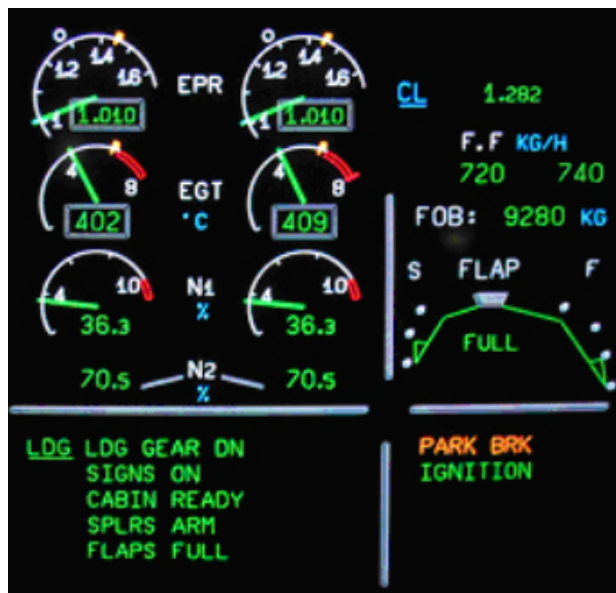 1 1.2 1.4 1.6 1.010
EPR
1 1.2 1.4 1.6 1.010
CL 1.282
F.F KG/H
720 740
4 8 402
EGT
°C
4 8 409
FOB: 9280 KG
S FLAP F
FULL
4 10 36.3
N1
%
4 10 36.3
70.5 N2 70.5
%
LDG LDG GEAR DN
SIGNS ON
CABIN READY
SPLRS ARM
FLAPS FULL
PARK BRK
IGNITION